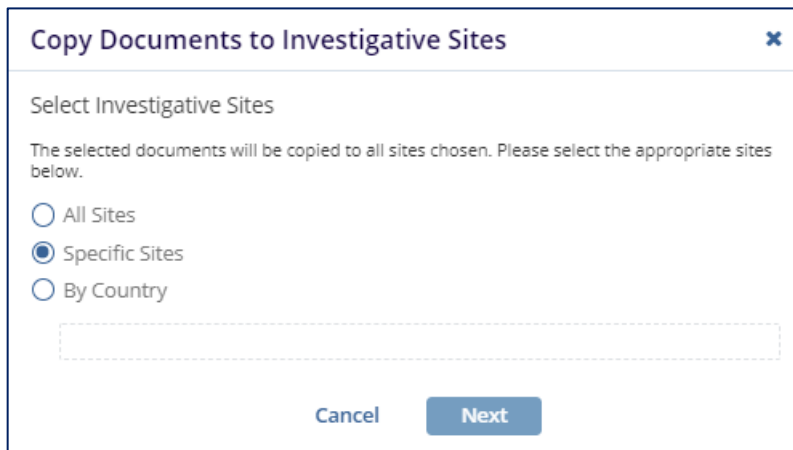 Copy Documents to Investigative Sites
Select Investigative Sites
The selected documents will be copied to all sites chosen. Please select the appropriate sites
below.
All Sites
Specific Sites
By Country
Cancel
Next